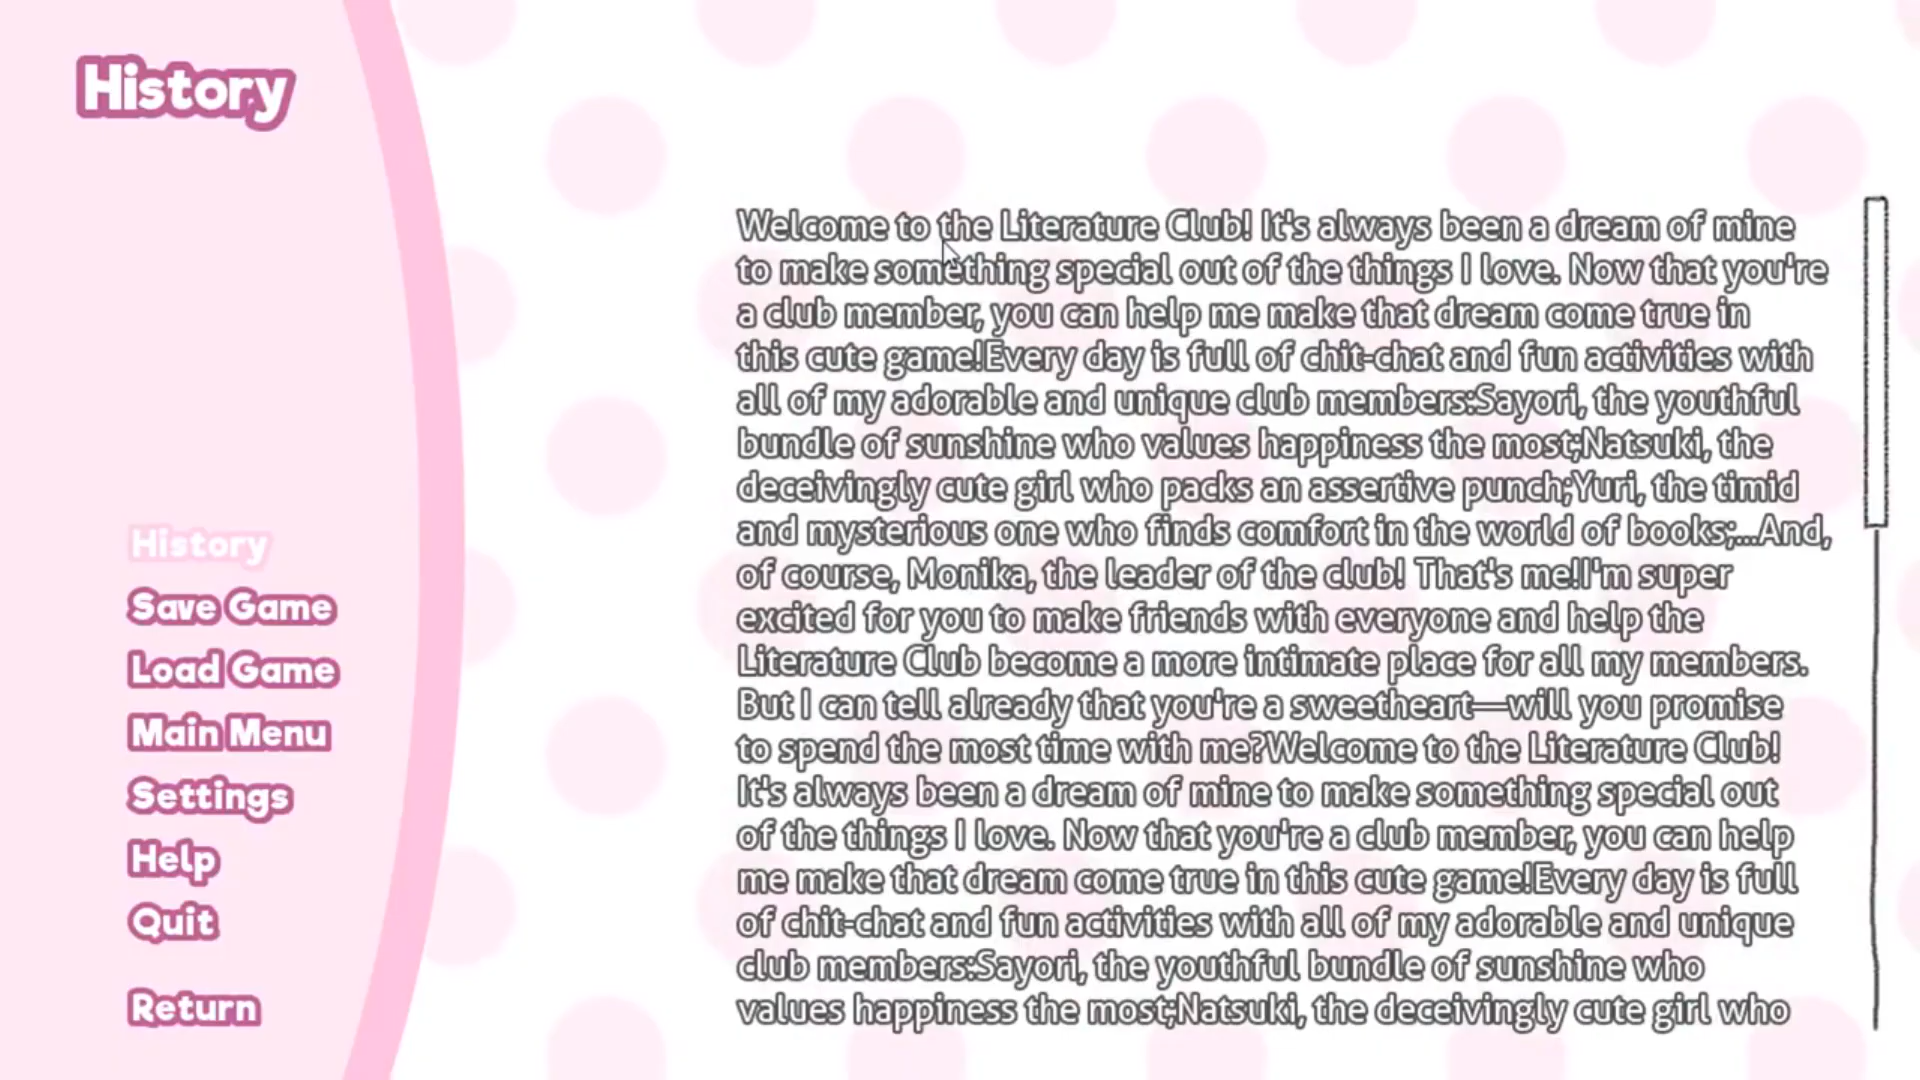 History
History
Save Game
Load Game
Main Menu
Settings
Help
Quit
Return
Welcome to the Literature Club! It's always been a dream of mine
to make something special out of the things I love. Now that you're
a club member, you can help me make that dream come true in
this cute game!Every day is full of chit-chat and fun activities with
all of my adorable and unique club members:Sayori, the youthful
bundle of sunshine who values happiness the most;Natsuki, the
deceivingly cute girl who packs an assertive punch;Yuri, the timid
and mysterious one who finds comfort in the world of books;...And,
of course, Monika, the leader of the club! That's me!I'm super
excited for you to make friends with everyone and help the
Literature Club become a more intimate place for all my members.
But I can tell already that you're a sweetheart—will you promise
to spend the most time with me?Welcome to the Literature Club!
It's always been a dream of mine to make something special out
of the things I love. Now that you're a club member, you can help
me make that dream come true in this cute game!Every day is full
of chit-chat and fun activities with all of my adorable and unique
club members:Sayori, the youthful bundle of sunshine who
values happiness the most;Natsuki, the deceivingly cute girl who